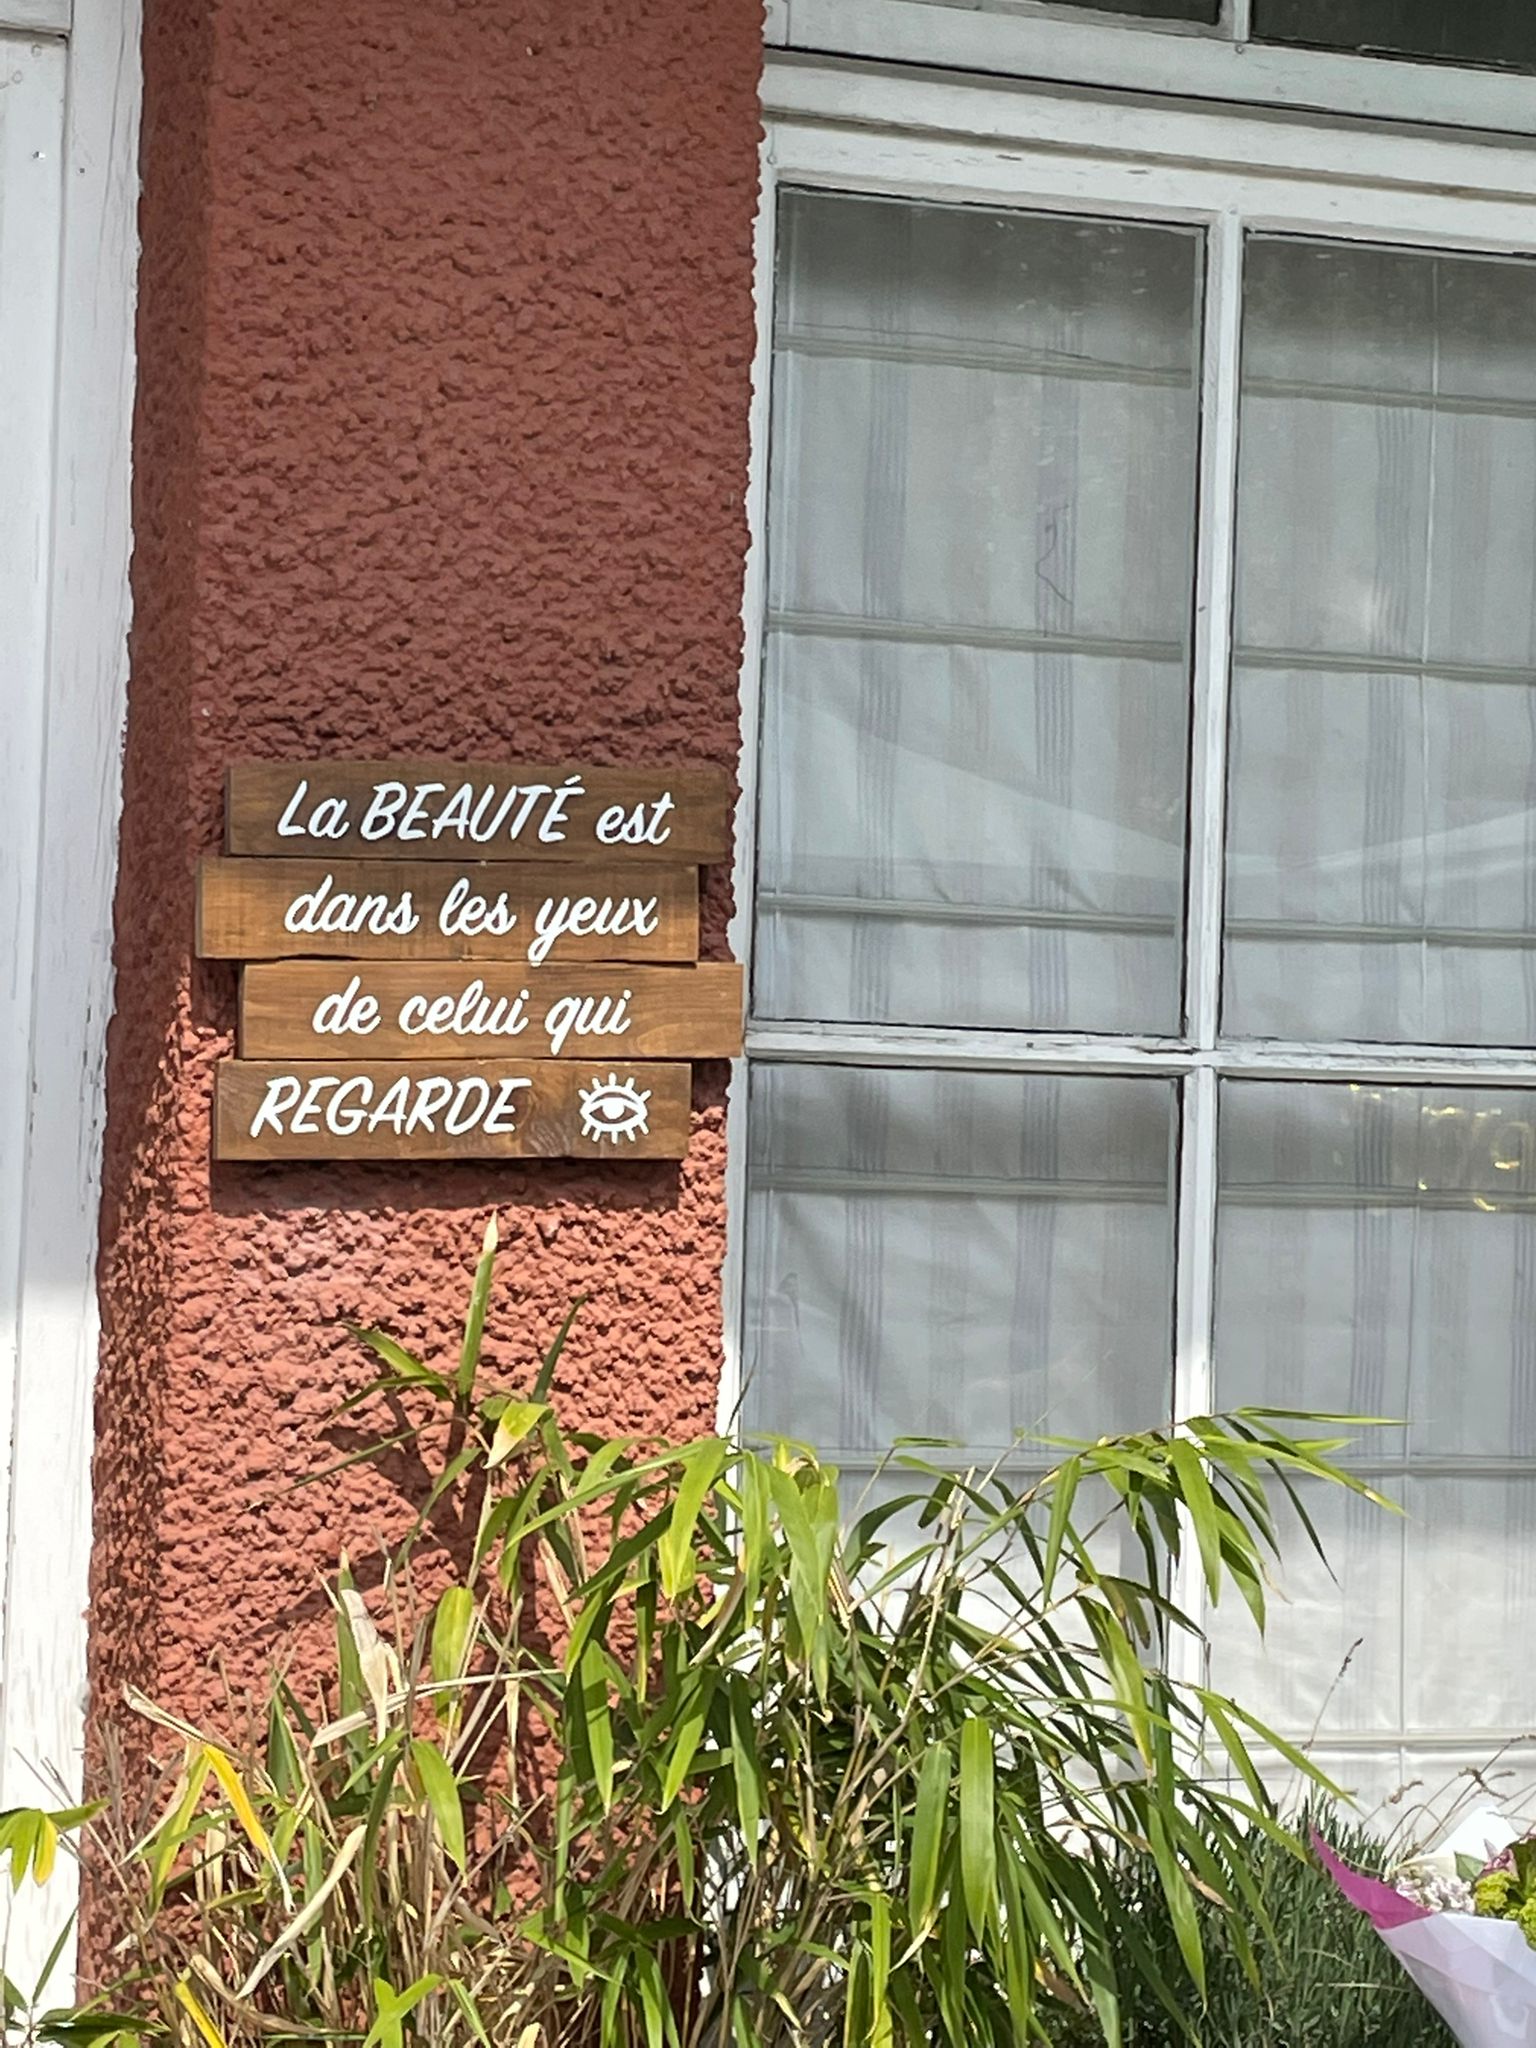 La BEAUTÉ est
dans les yeux
de celui qui
REGARDE